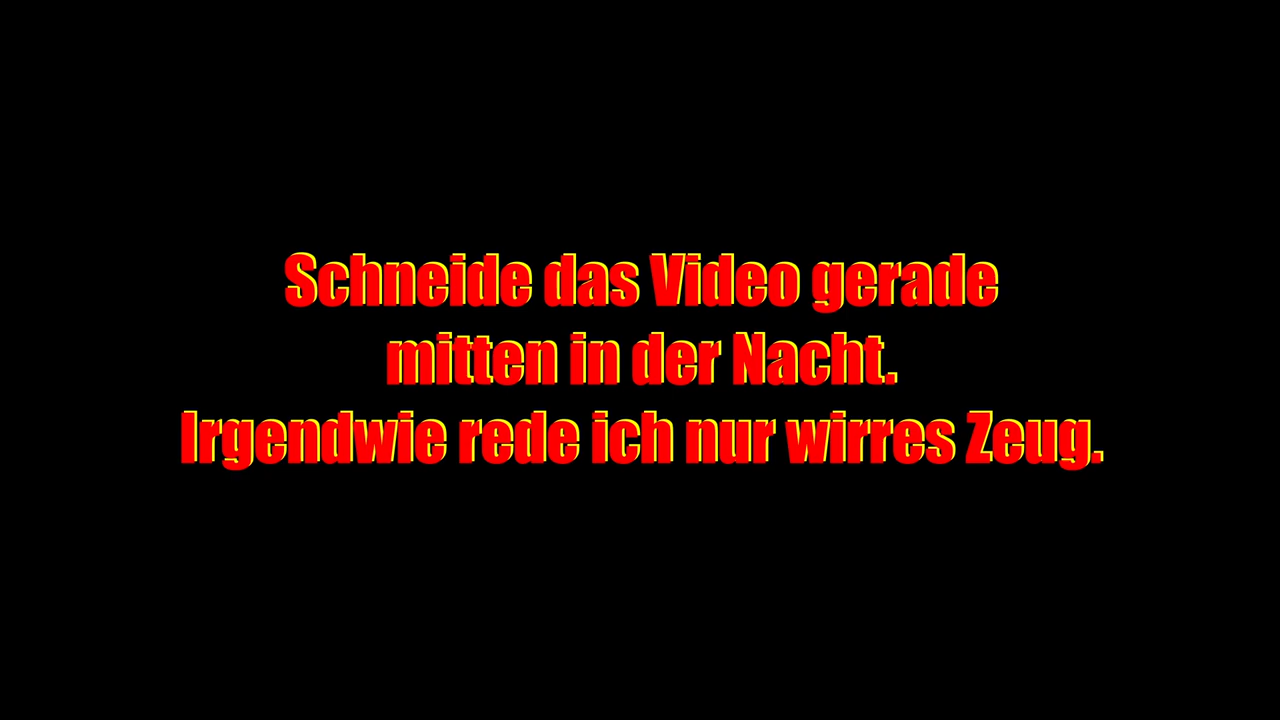 Schneide das Video gerade
mitten in der Nacht.
Irgendwie rede ich nur wirres Zeug.